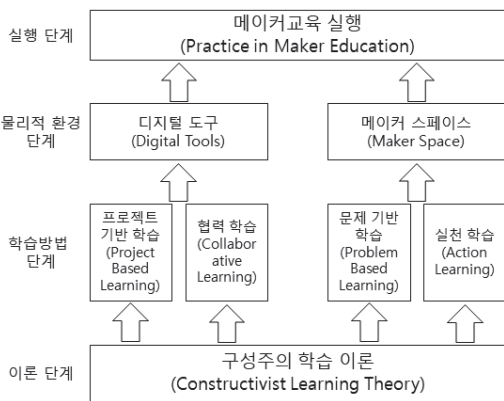 실행 단계
메이커교육 실행
(Practice in Maker Education)
물리적 환경
단계
디지털 도구
(Digital Tools)
메이커 스페이스
(Maker Space)
학습방법
단계
프로젝트
기반 학습
(Project
Based
Learning)
협력 학습
(Collabor
ative
Learning)
문제 기반
학습
(Problem
Based
Learning)
실천 학습
(Action
Learning)
이론 단계
구성주의 학습 이론
(Constructivist Learning Theory)